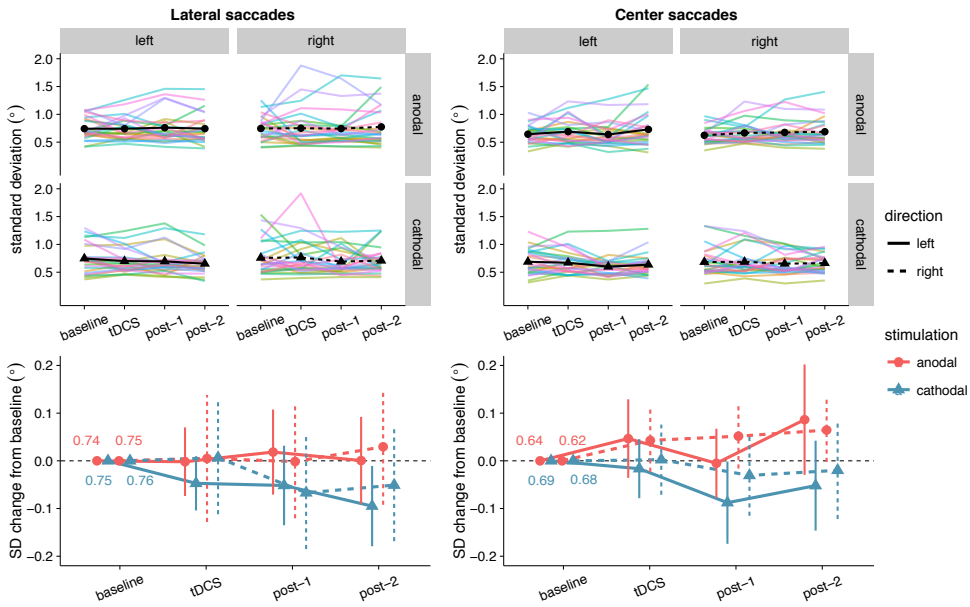 Lateral saccades
left
right
standard deviation (°)
2.0
1.5
1.0
0.5
anodal
2.0
1.5
1.0
0.5
cathodal
baseline
tDCS
post−1
post−2
baseline
tDCS
post−1
post−2
Center saccades
left
right
standard deviation (°)
2.0
1.5
1.0
0.5
anodal
2.0
1.5
1.0
0.5
cathodal
baseline
tDCS
post−1
post−2
baseline
tDCS
post−1
post−2
direction
left
right
stimulation
anodal
cathodal
SD change from baseline (°)
0.2
0.1
0.0
−0.1
−0.2
0.74 0.75
0.75 0.76
baseline
tDCS
post−1
post−2
SD change from baseline (°)
0.2
0.1
0.0
−0.1
−0.2
0.64 0.62
0.69 0.68
baseline
tDCS
post−1
post−2